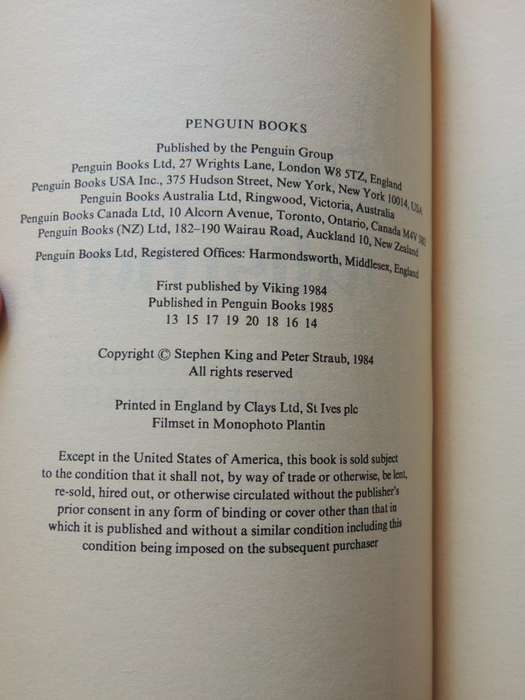 PENGUIN BOOKS
Published by the Penguin Group
Penguin Books Ltd, 27 Wrights Lane, London W8 5TZ, England
Penguin Books USA Inc., 375 Hudson Street, New York, New York 10014, USA
Penguin Books Australia Ltd, Ringwood, Victoria, Australia
Penguin Books Canada Ltd, 10 Alcorn Avenue, Toronto, Ontario, Canada M4V
Penguin Books (NZ) Ltd, 182–190 Wairau Road, Auckland 10, New Zealand
Penguin Books Ltd, Registered Offices: Harmondsworth, Middlesex, England
First published by Viking 1984
Published in Penguin Books 1985
13 15 17 19 20 18 16 14
Copyright © Stephen King and Peter Straub, 1984
All rights reserved
Printed in England by Clays Ltd, St Ives plc
Filmset in Monophoto Plantin
Except in the United States of America, this book is sold subject
to the condition that it shall not, by way of trade or otherwise, be lent,
re-sold, hired out, or otherwise circulated without the publisher's
prior consent in any form of binding or cover other than that in
which it is published and without a similar condition including this
condition being imposed on the subsequent purchaser